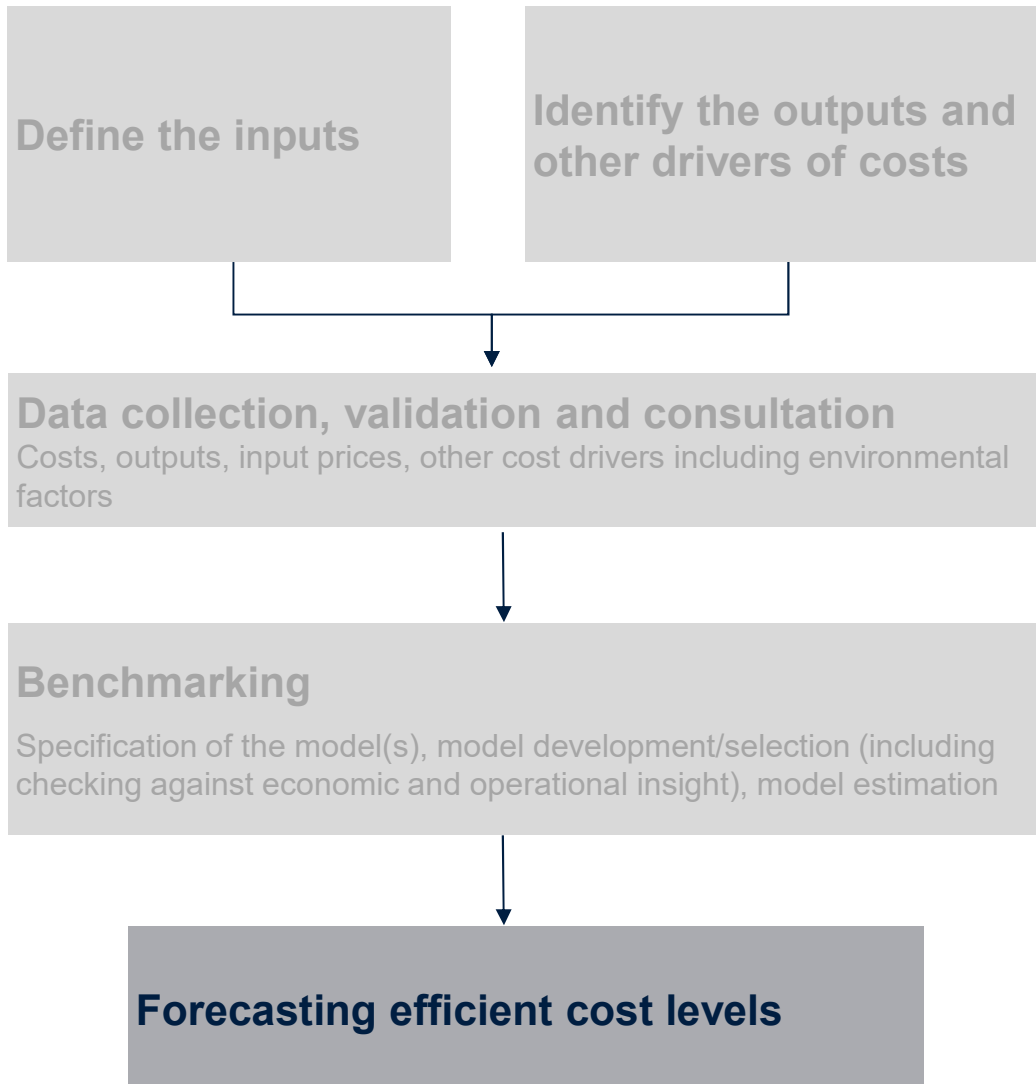 Define the inputs
Identify the outputs and
other drivers of costs
Data collection, validation and consultation
Costs, outputs, input prices, other cost drivers including environmental
factors
Benchmarking
Specification of the model(s), model development/selection (including
checking against economic and operational insight), model estimation
Forecasting efficient cost levels